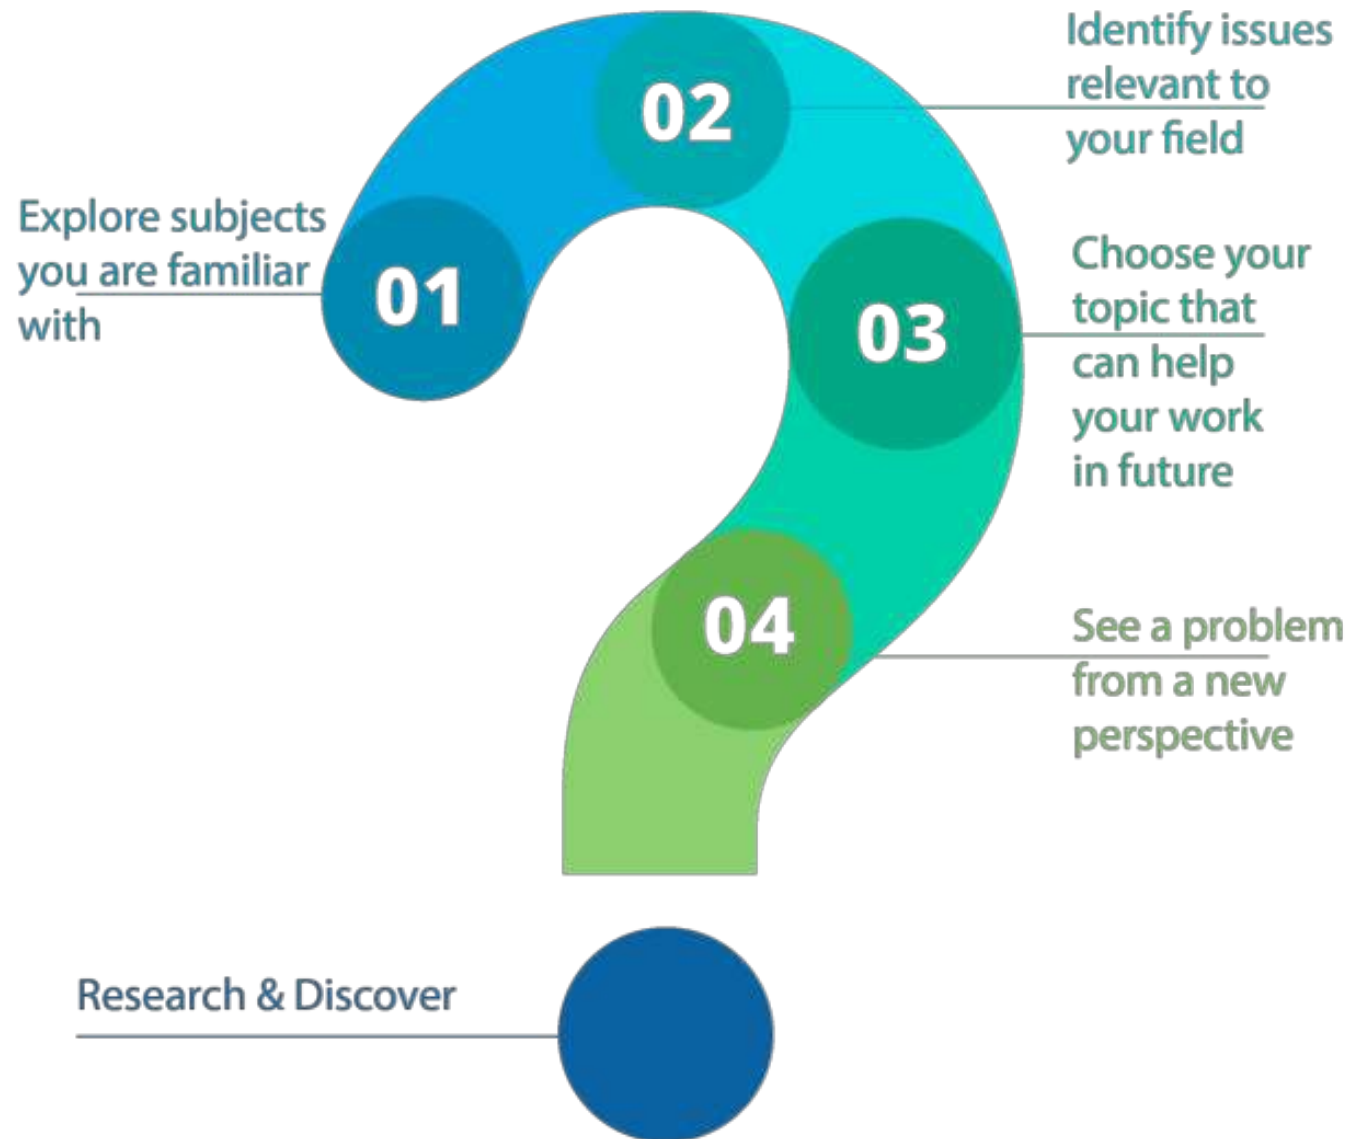 01
Explore subjects
you are familiar
with
02
Identify issues
relevant to
your field
03
Choose your
topic that
can help
your work
in future
04
See a problem
from a new
perspective
Research & Discover